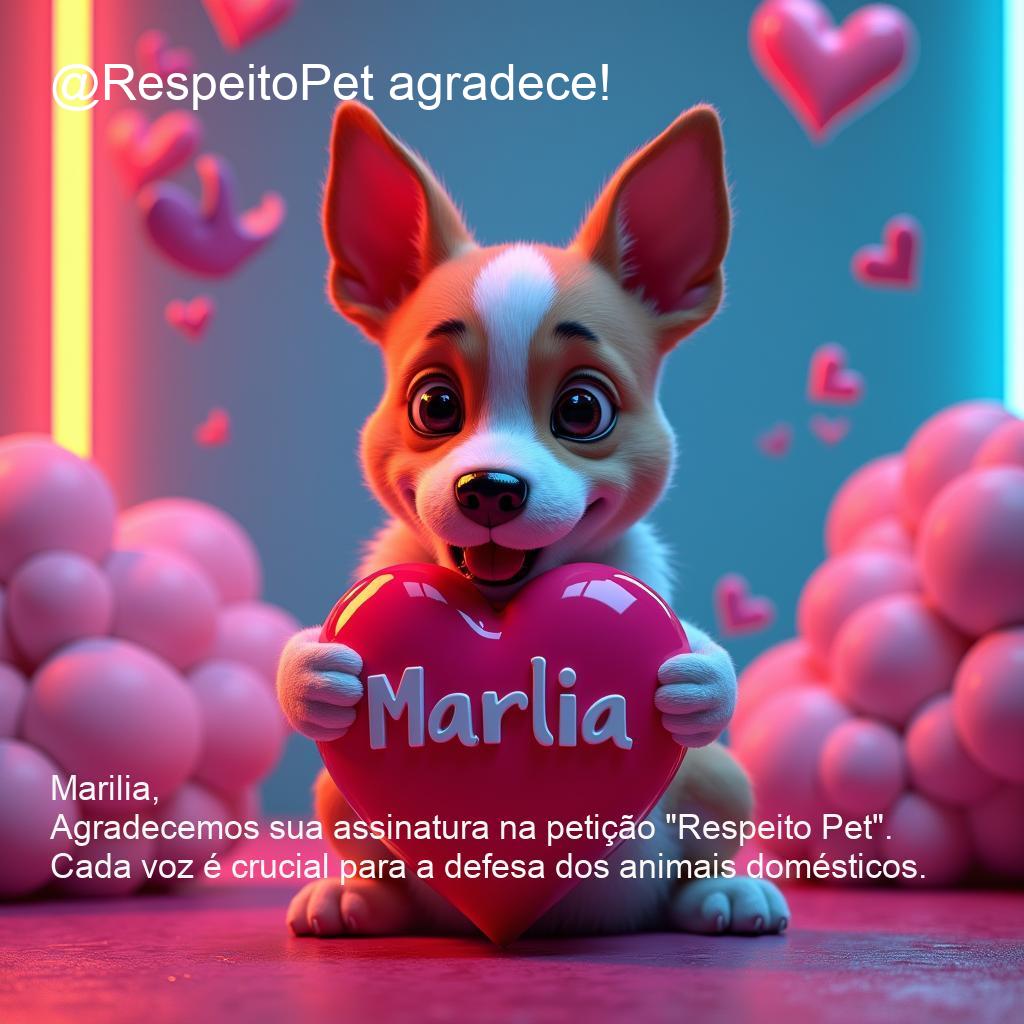 @RespeitoPet agradece!
Marlia
Marilia,
Agradecemos sua assinatura na petição "Respeito Pet".
Cada voz é crucial para a defesa dos animais domésticos.